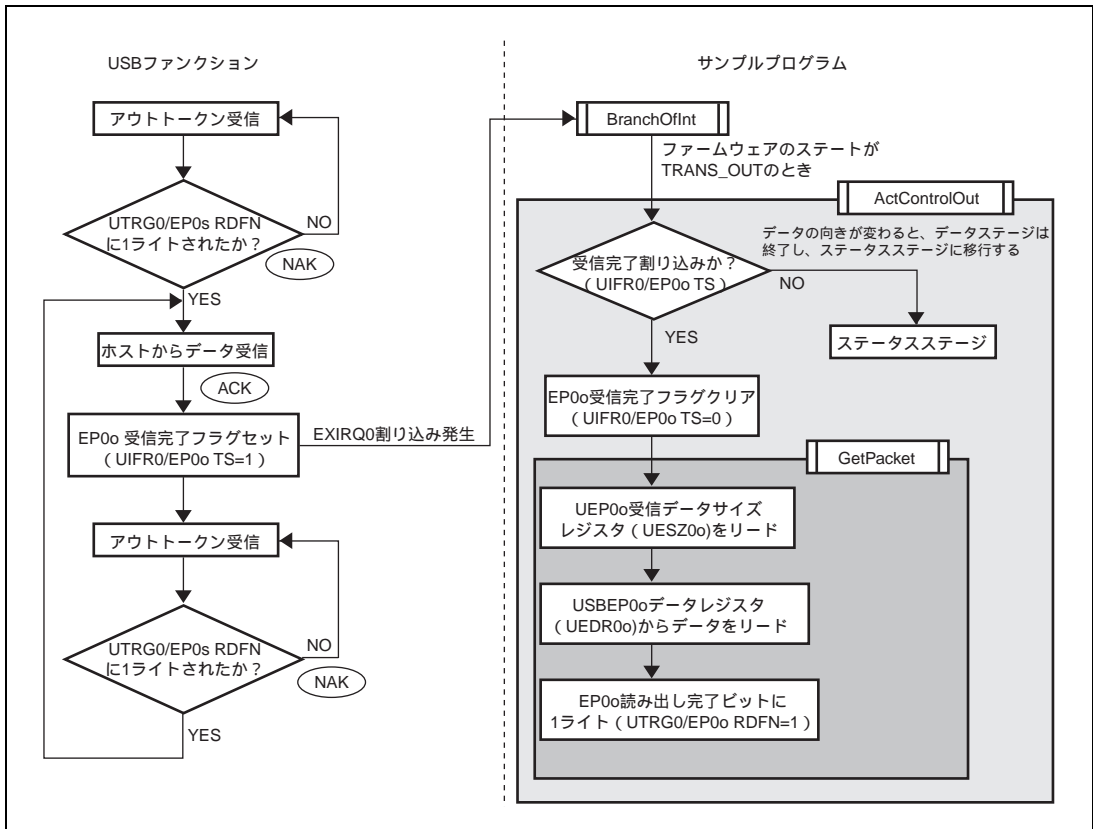 USBファンクション
アウトトークン受信
UTRG0/EP0s RDFN
に1ライトされたか？
NO
NAK
YES
ホストからデータ受信
ACK
EP0o 受信完了フラグセット
（UIFR0/EP0o TS=1）
EXIRQ0割り込み発生
アウトトークン受信
UTRG0/EP0s RDFN
に1ライトされたか？
NO
NAK
YES
サンプルプログラム
BranchOfInt
ファームウェアのステートが
TRANS_OUTのとき
ActControlOut
データの向きが変わると、データステージは
終了し、ステータスステージに移行する
受信完了割り込みか？
（UIFR0/EP0o TS）
NO
YES
ステータスステージ
EP0o受信完了フラグクリア
（UIFR0/EP0o TS=0）
GetPacket
UEP0o受信データサイズ
レジスタ（UESZ0o)をリード
USBEP0oデータレジスタ
（UEDR0o)からデータをリード
EP0o読み出し完了ビットに
1ライト（UTRG0/EP0o RDFN=1）